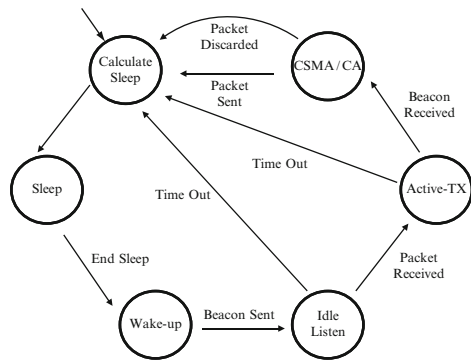 Packet
Discarded
Calculate
Sleep
CSMA / CA
Packet
Sent
Beacon
Received
Time Out
Sleep
Time Out
Active-TX
End Sleep
Packet
Received
Wake-up
Beacon Sent
Idle
Listen